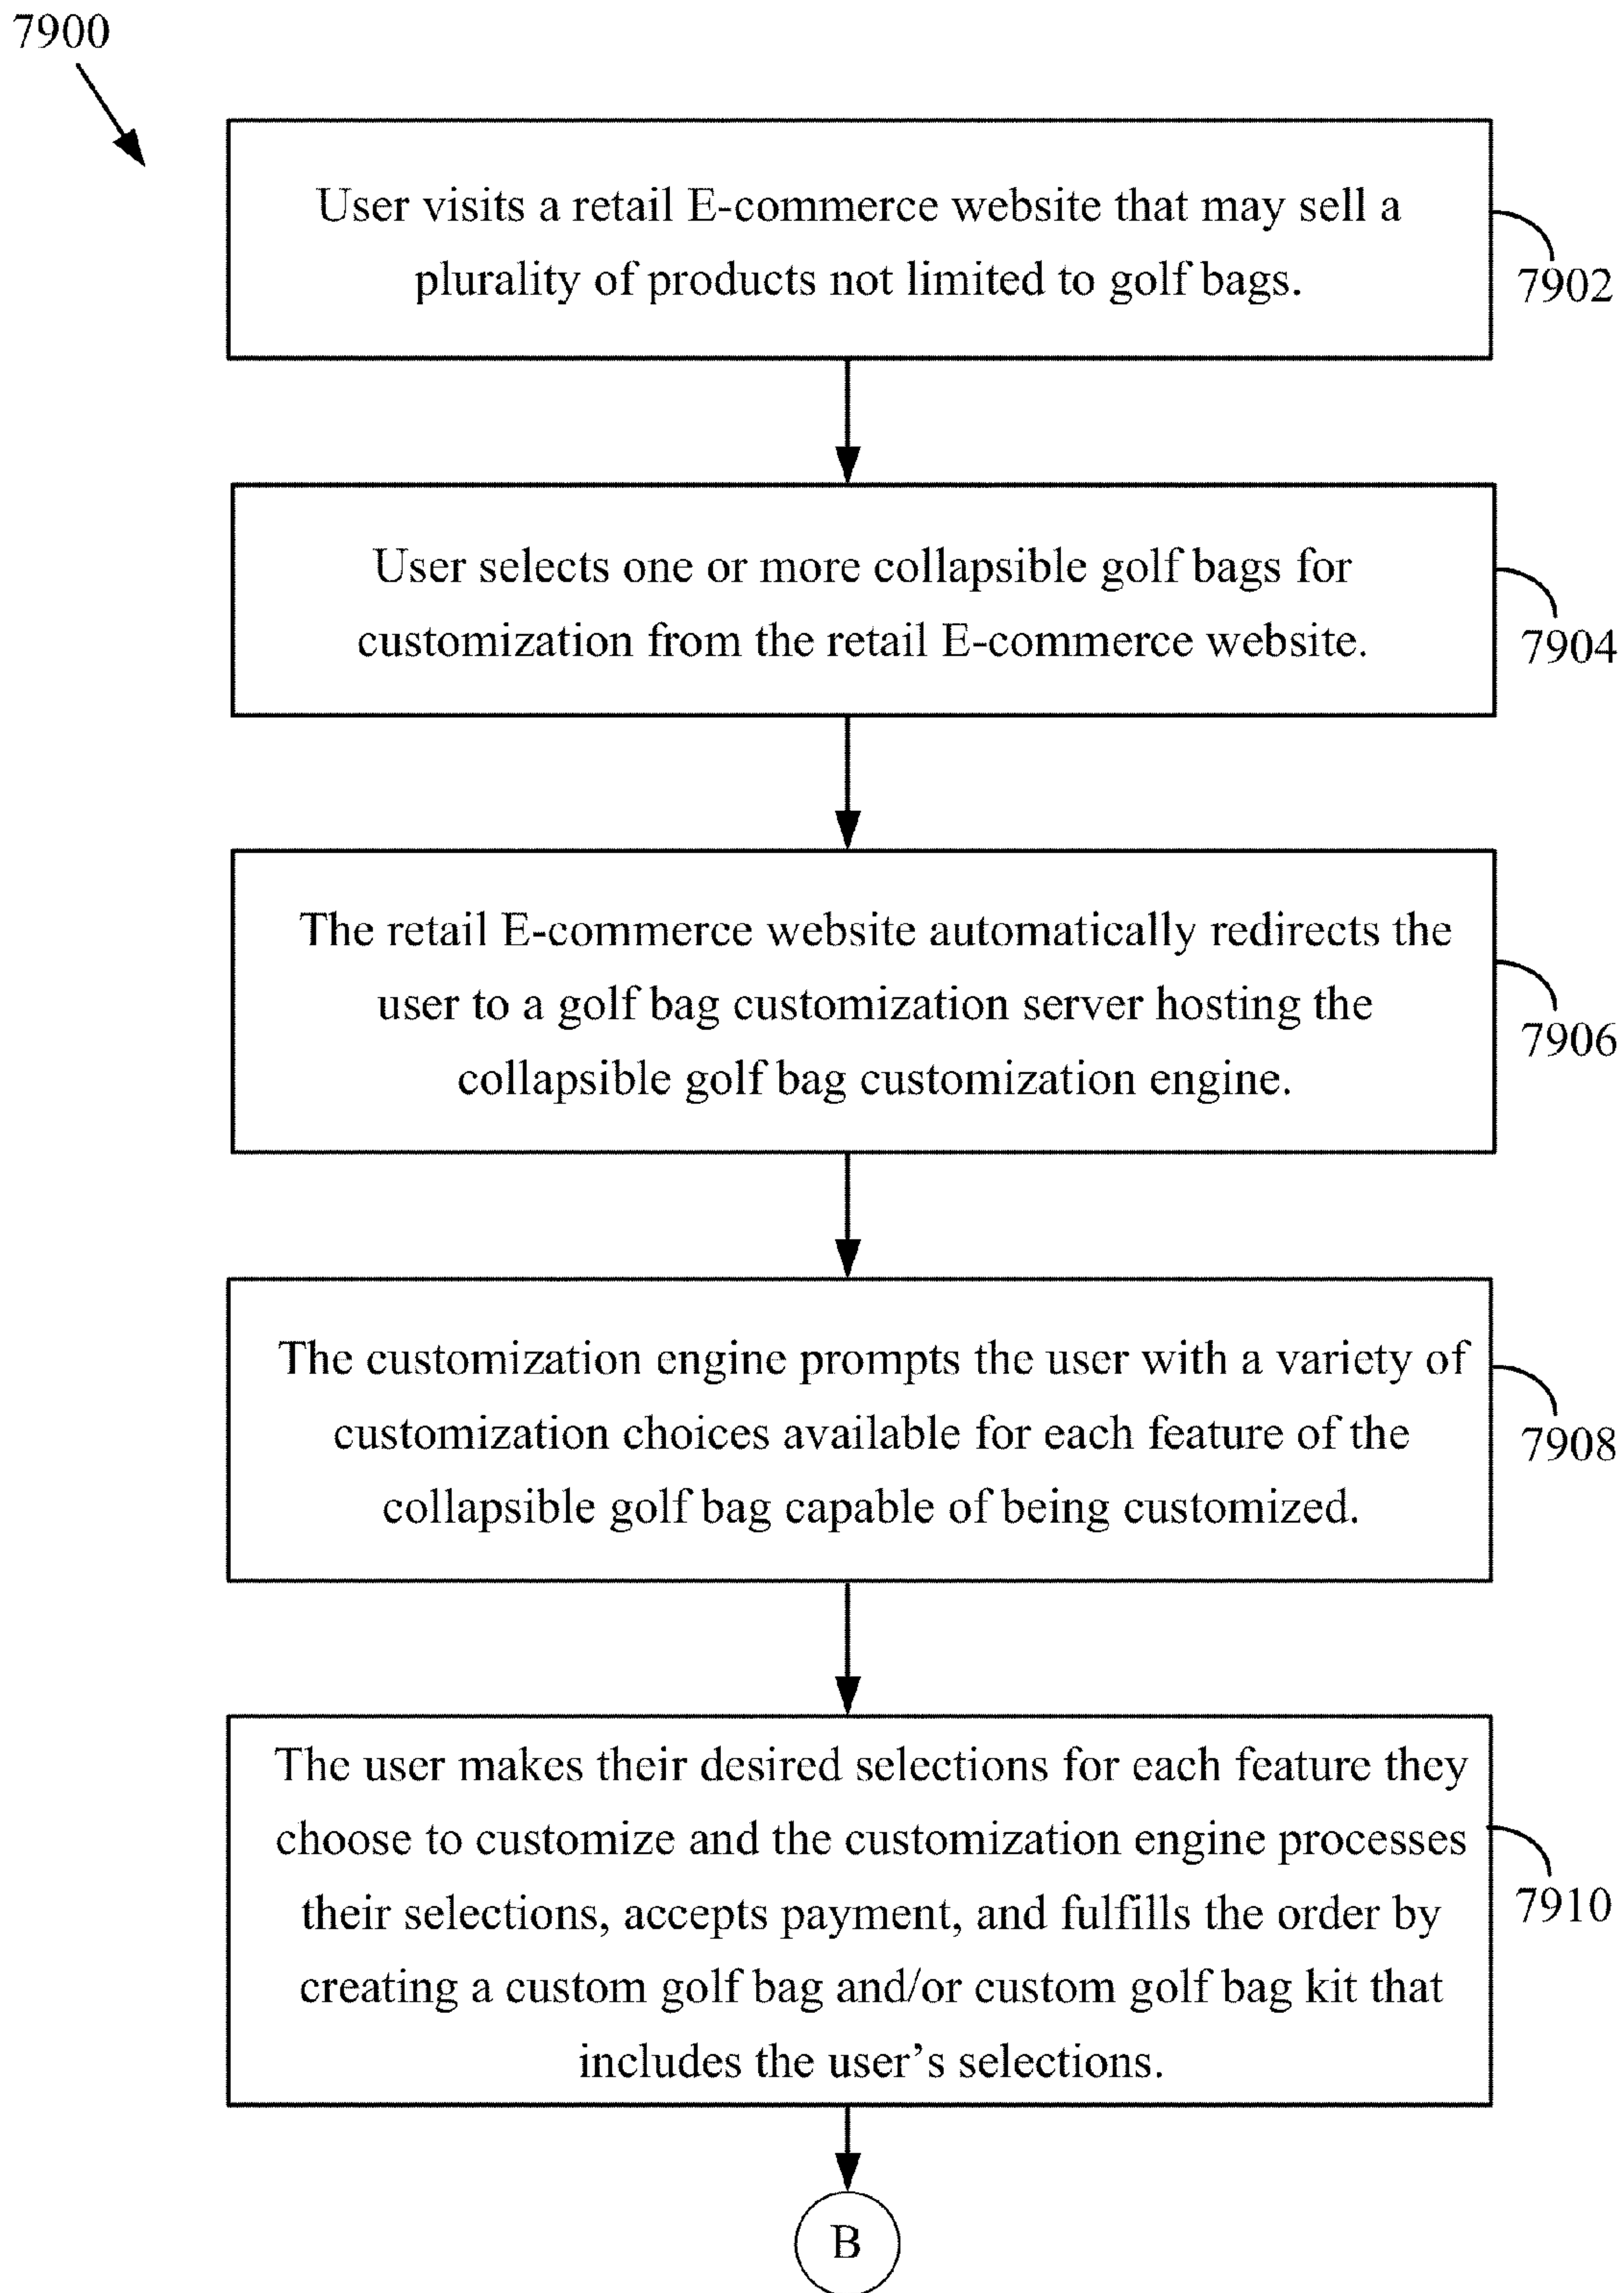 7900
User visits a retail E-commerce website that may sell a
plurality of products not limited to golf bags.
7902
User selects one or more collapsible golf bags for
customization from the retail E-commerce website.
7904
The retail E-commerce website automatically redirects the
user to a golf bag customization server hosting the
collapsible golf bag customization engine.
7906
The customization engine prompts the user with a variety of
customization choices available for each feature of the
collapsible golf bag capable of being customized.
7908
The user makes their desired selections for each feature they
choose to customize and the customization engine processes
their selections, accepts payment, and fulfills the order by
creating a custom golf bag and/or custom golf bag kit that
includes the user’s selections.
7910
B